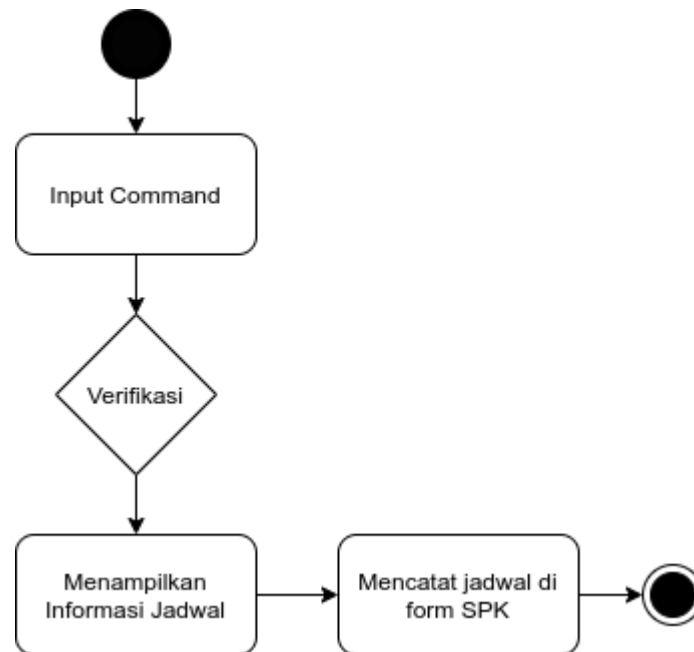 Input Command
Verifikasi
Menampilkan
Informasi Jadwal
Mencatat jadwal di
form SPK